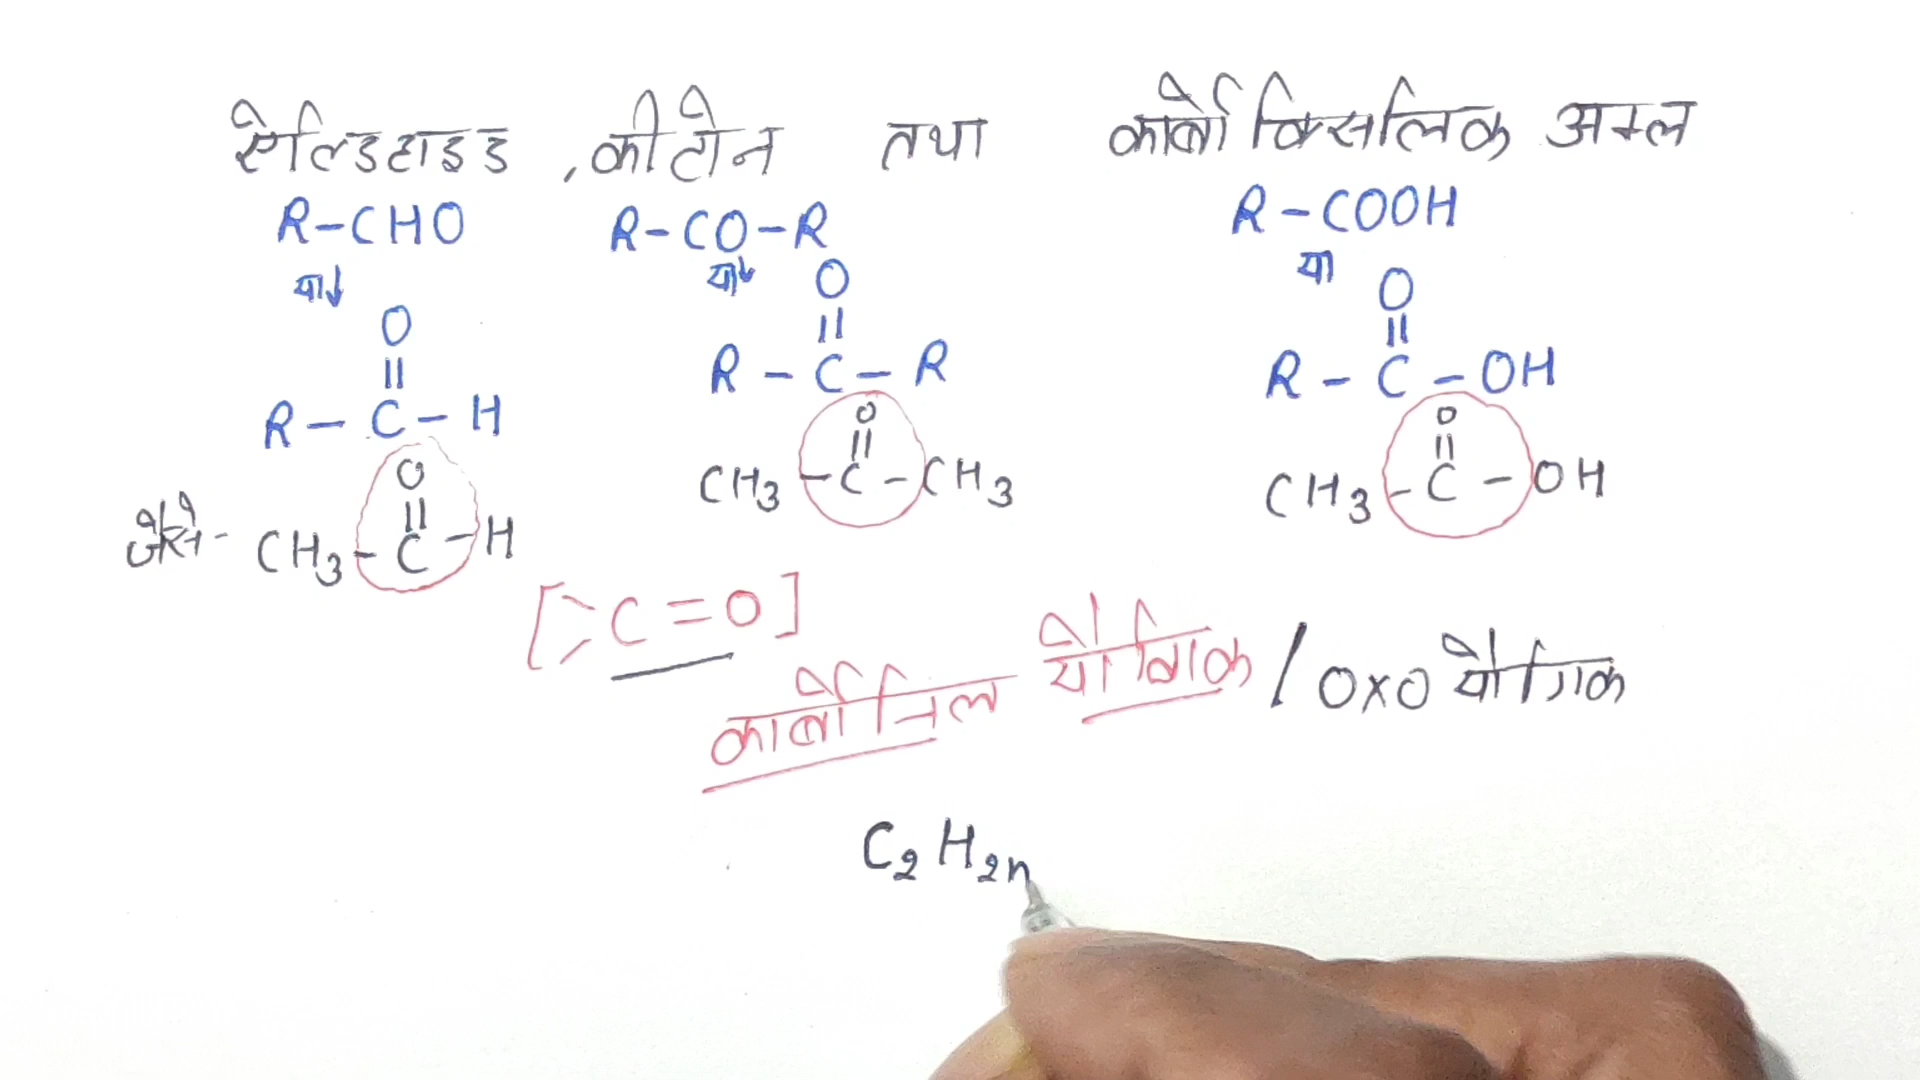 ऐल्डिहाइड, कीटोन तथा कार्बोक्सिलिक अम्ल
R-CHO R-CO-R R-COOH
या↓ या↓ या
O O O
|| || ||
R-C-H R-C-R R-C-OH
O O O
|| || ||
जैसे- CH₃-C-H CH₃-C-CH₃ CH₃-C-OH
[>C=O]
कार्बोनिल यौगिक / OXO यौगिक
C₂H₂n